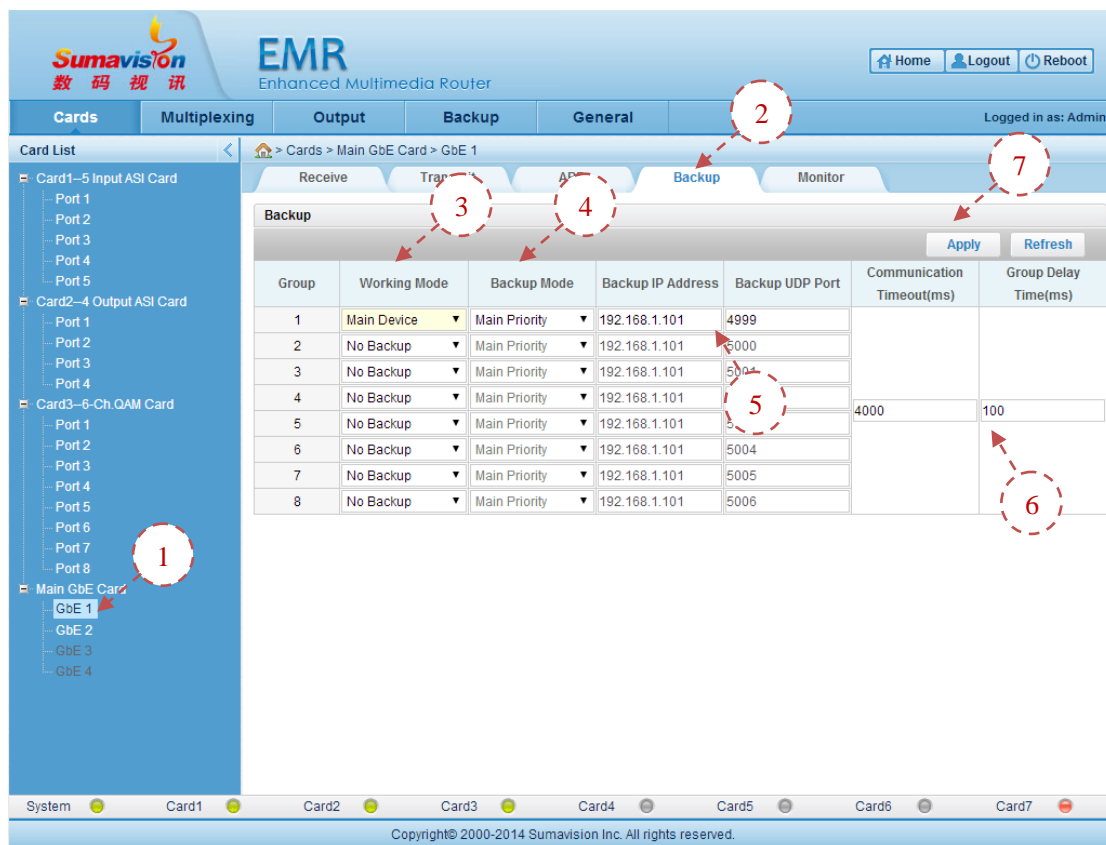 Sumavision
数码视讯
EMR
Enhanced Multimedia Router
Home Logout Reboot
Cards Multiplexing Output Backup General Logged in as: Admin
Card List
> Cards > Main GbE Card > GbE 1
Receive Backup Monitor
Card1--5 Input ASI Card
Port 1
Port 2
Port 3
Port 4
Port 5
Card2--4 Output ASI Card
Port 1
Port 2
Port 3
Port 4
Card3--6-Ch.QAM Card
Port 1
Port 2
Port 3
Port 4
Port 5
Port 6
Port 7
Port 8
Main GbE Card
GbE 1
GbE 2
GbE 3
GbE 4
Backup
Apply Refresh
Group Working Mode Backup Mode Backup IP Address Backup UDP Port Communication Timeout(ms) Group Delay Time(ms)
1 Main Device Main Priority 192.168.1.101 4999
2 No Backup Main Priority 192.168.1.101 5000
3 No Backup Main Priority 192.168.1.101 5001
4 No Backup Main Priority 192.168.1.101
4000 100
5 No Backup Main Priority 192.168.1.101
6 No Backup Main Priority 192.168.1.101 5004
7 No Backup Main Priority 192.168.1.101 5005
8 No Backup Main Priority 192.168.1.101 5006
1
2
3
4
5
6
7
System Card1 Card2 Card3 Card4 Card5 Card6 Card7
Copyright© 2000-2014 Sumavision Inc. All rights reserved.